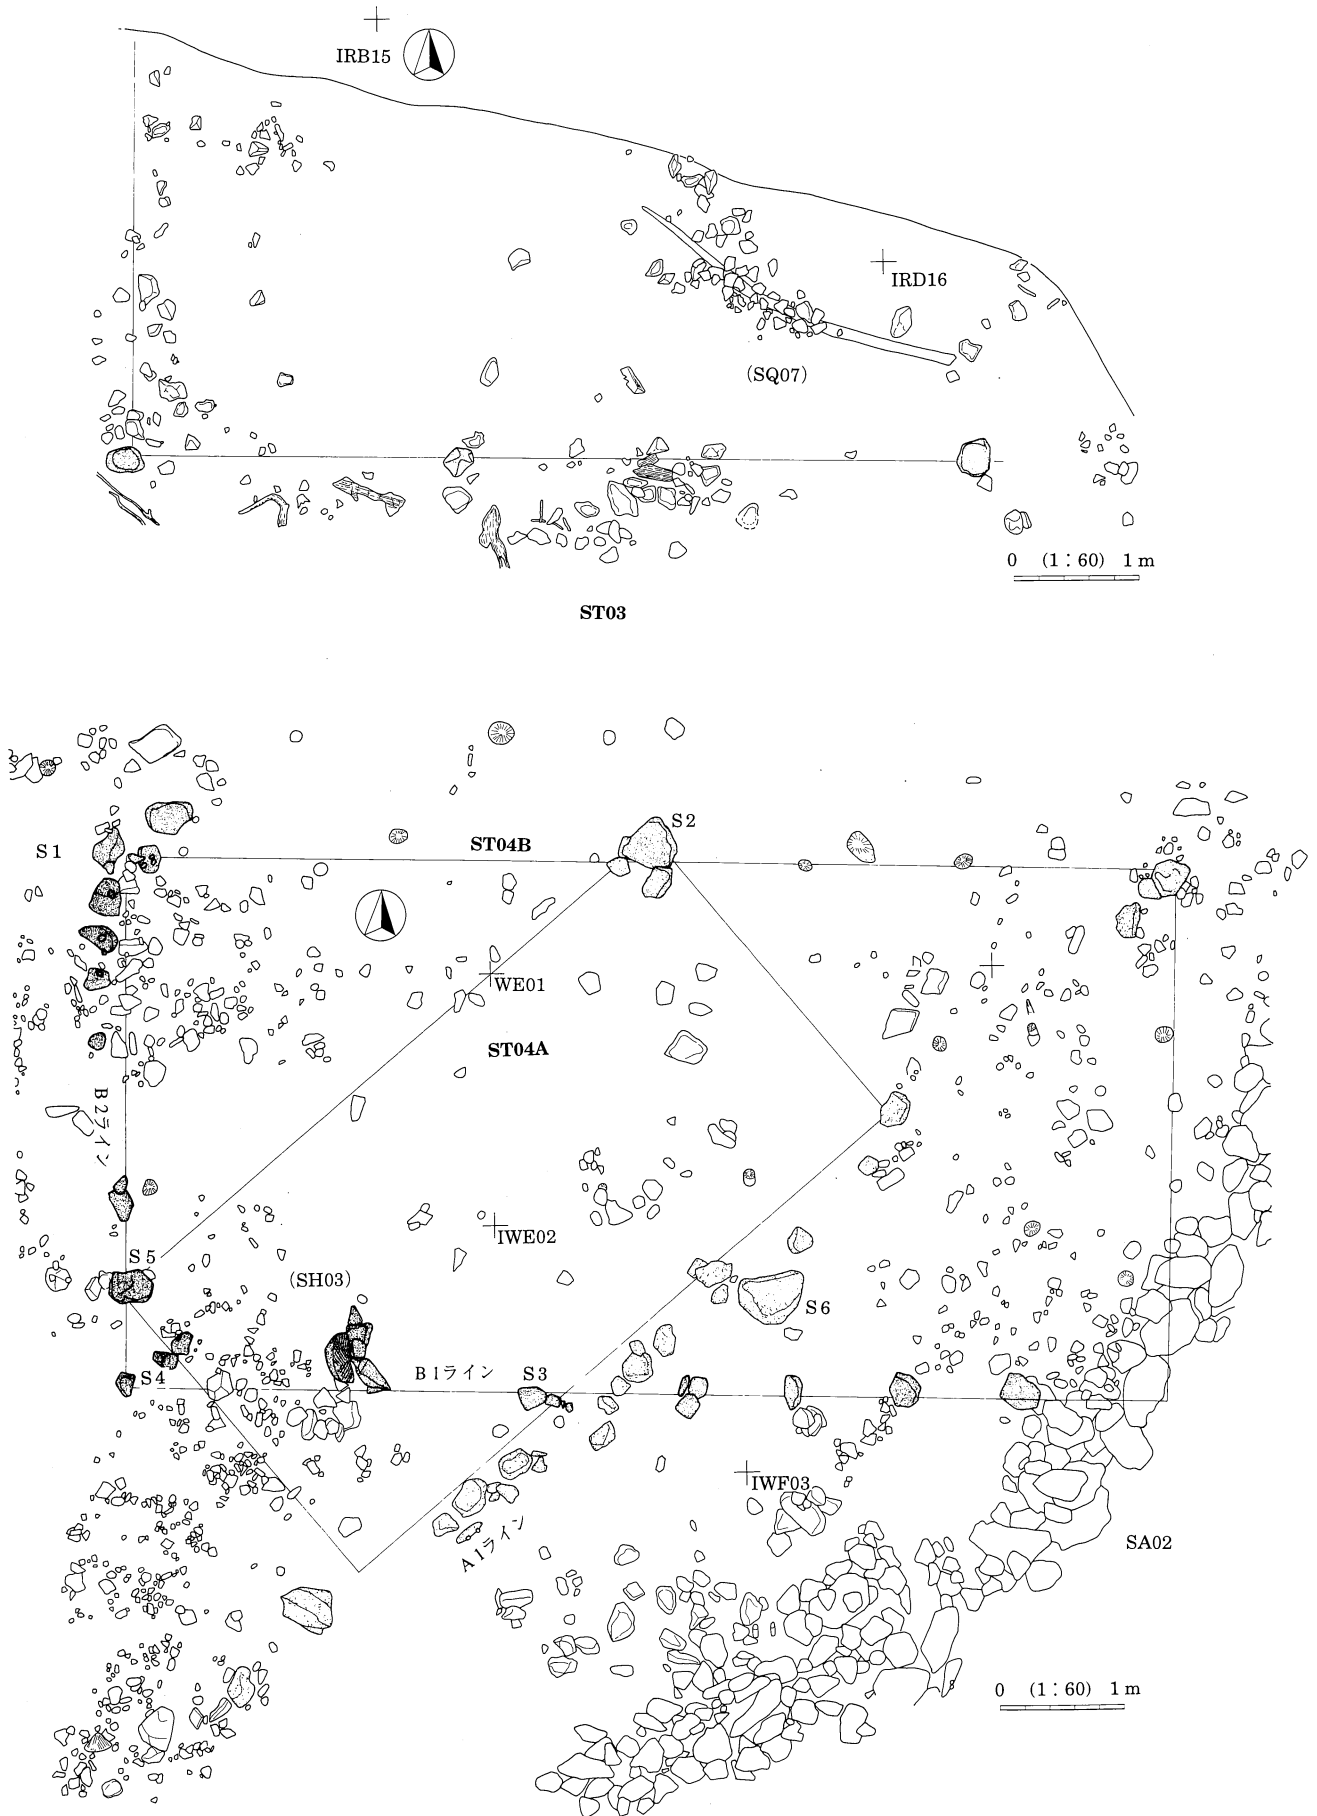 IRB15
IRD16
(SQ07)
0 (1:60) 1m
ST03
S2
S1
ST04B
WE01
ST04A
B2ライン
IWE02
S5
(SH03)
S6
B1ライン
S3
S4
IWF03
A1ライン
SA02
0 (1:60) 1m